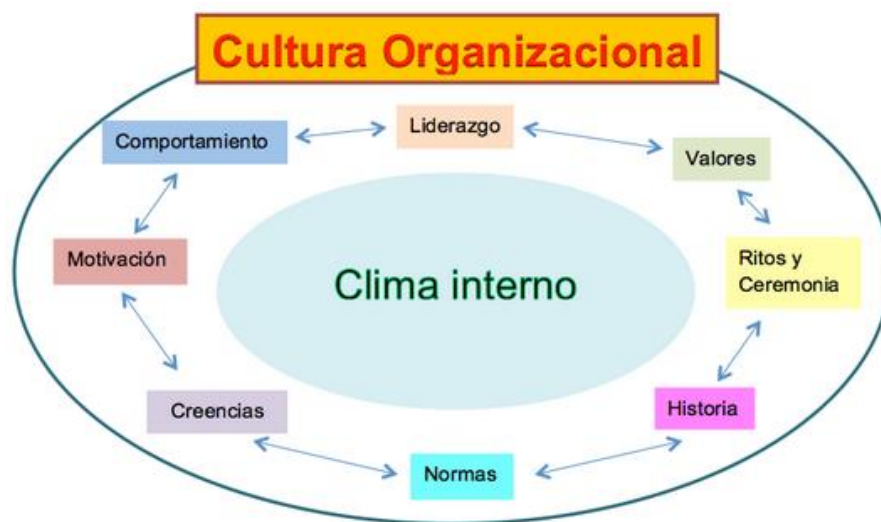 Cultura Organizacional
Liderazgo
Comportamiento
Valores
Motivación
Ritos y
Ceremonia
Clima interno
Creencias
Historia
Normas